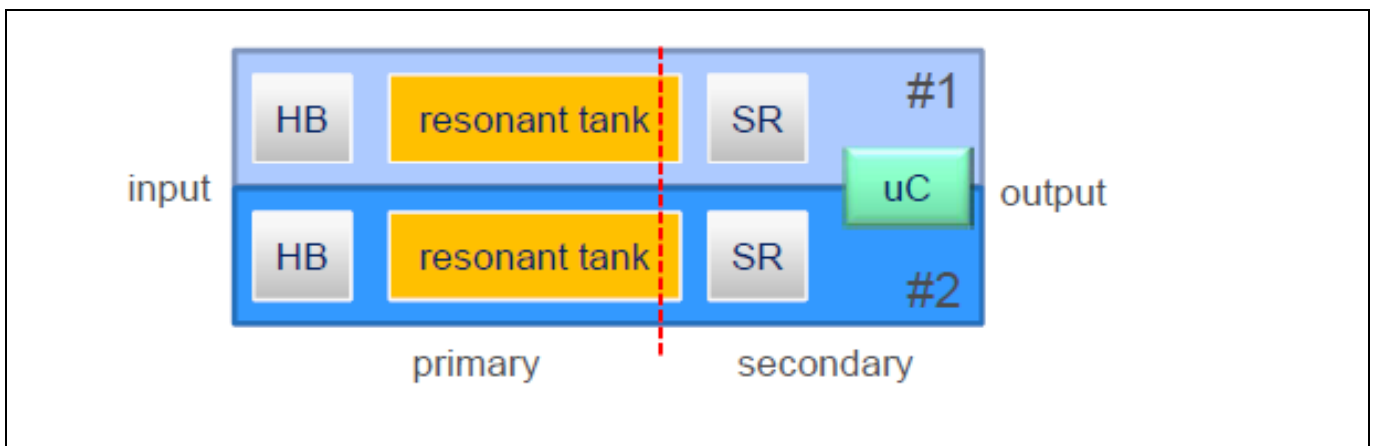 #1
HB
resonant tank
SR
input
uC
output
HB
resonant tank
SR
#2
primary
secondary